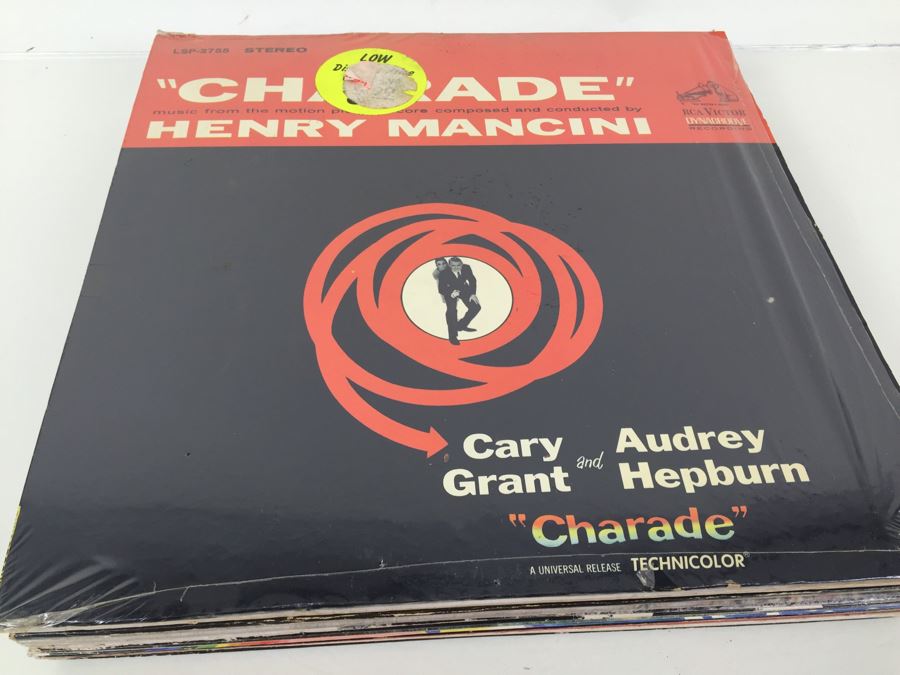 LSP-2755 STEREO
LOW
"CHARADE"
music from the motion score composed and conducted by
HENRY MANCINI
RCA VICTOR
DYNAGROOVE
RECORDING
Cary Grant and Audrey Hepburn
"Charade"
A UNIVERSAL RELEASE TECHNICOLOR®